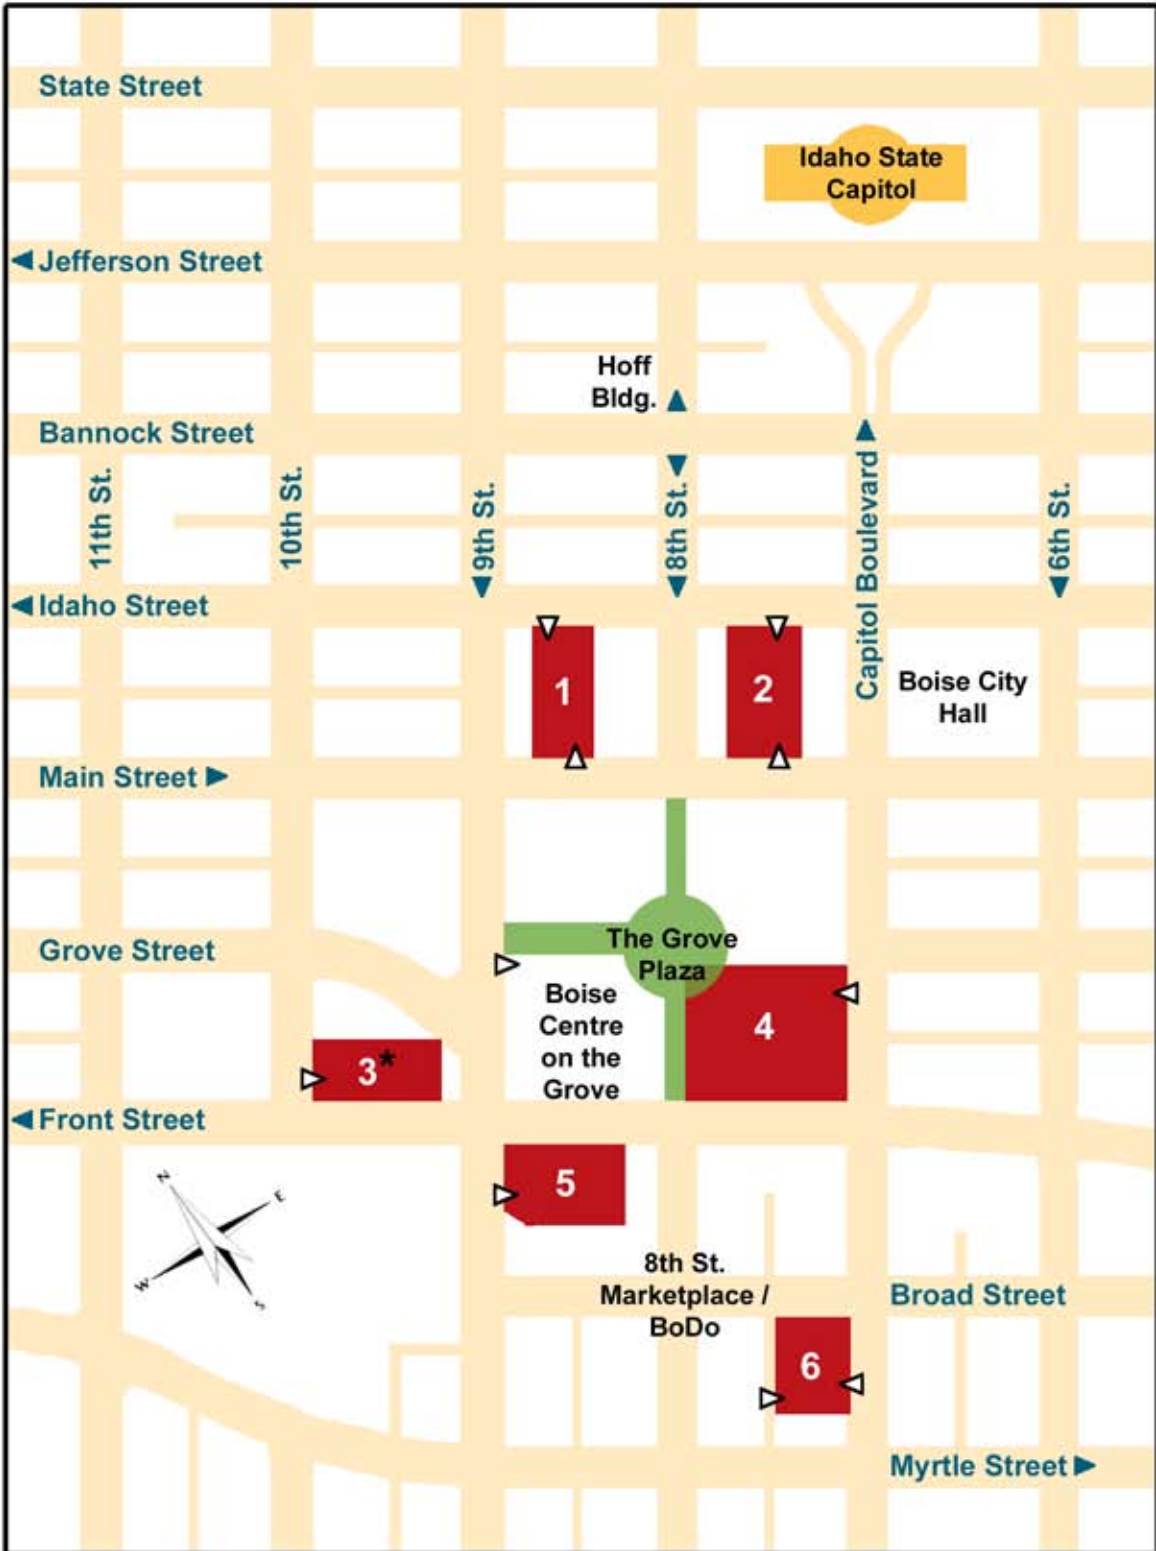 State Street
Idaho State
Capitol
Jefferson Street
Hoff
Bldg.
Bannock Street
11th St.
10th St.
9th St.
8th St.
Capitol Boulevard
6th St.
Idaho Street
1
2
Boise City
Hall
Main Street
Grove Street
The Grove
Plaza
Boise
Centre
on the
Grove
4
3*
Front Street
5
N
E
W
S
8th St.
Marketplace /
BoDo
Broad Street
6
Myrtle Street